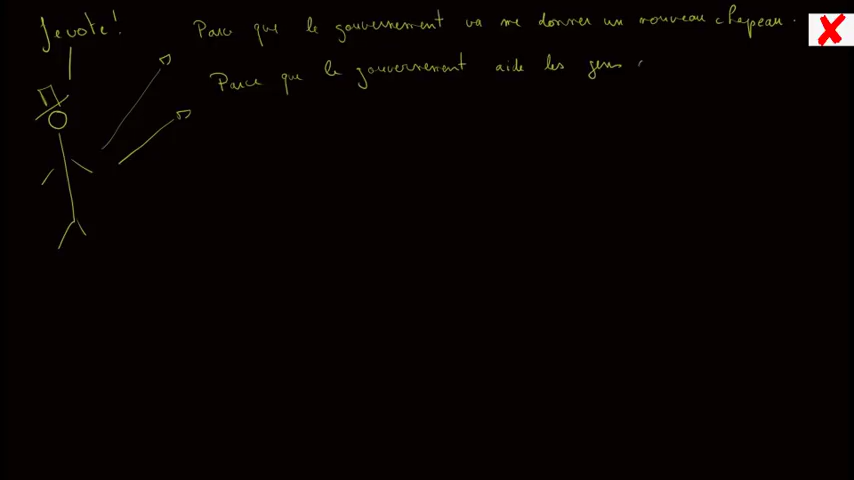 Je vote !
Parce que le gouvernement va me donner un nouveau chapeau.
Parce que le gouvernement aide les gens